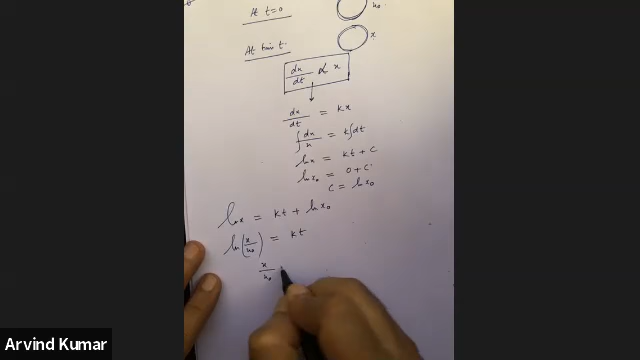 At t=0
x₀
At time t.
x
dx/dt ∝ x
dx/dt = kx
∫ dx/x = k∫dt
ln x = kt + C
ln x₀ = 0 + C
C = ln x₀
ln x = kt + ln x₀
ln(x/x₀) = kt
x/x₀
Arvind Kumar